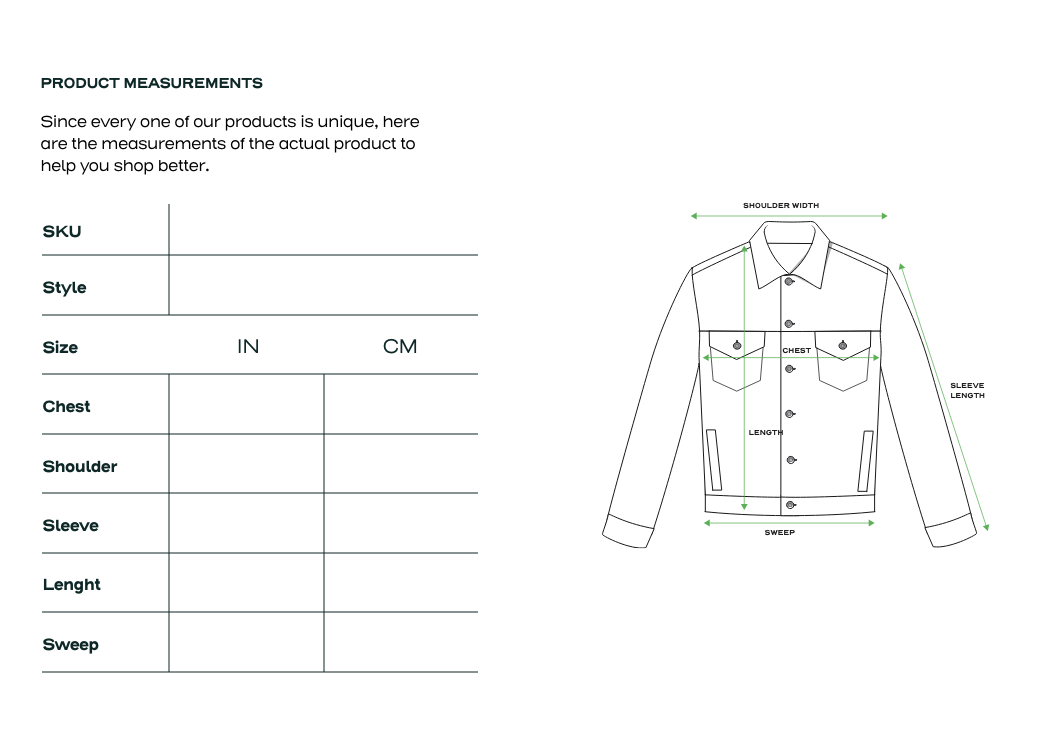 PRODUCT MEASUREMENTS
Since every one of our products is unique, here
are the measurements of the actual product to
help you shop better.
SKU
Style
Size IN CM
Chest
Shoulder
Sleeve
Lenght
Sweep
SHOULDER WIDTH
CHEST
SLEEVE
LENGTH
LENGTH
SWEEP